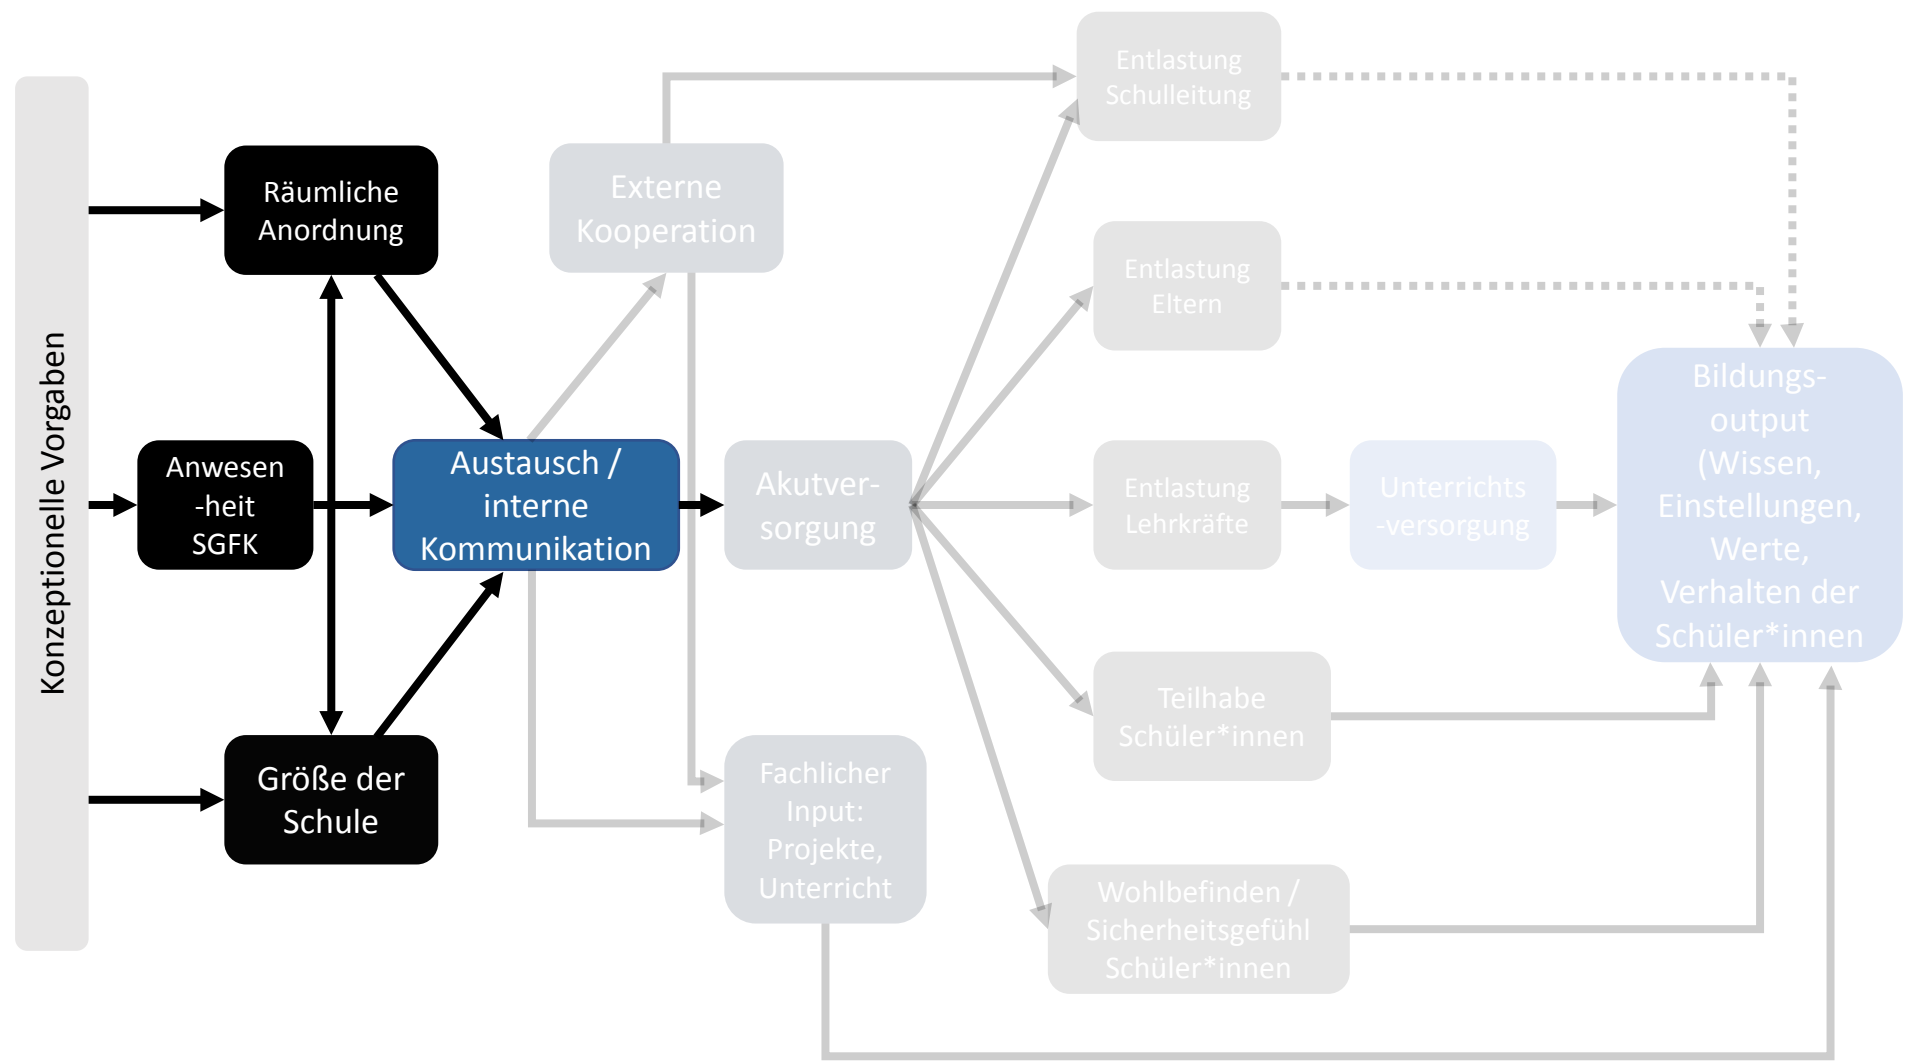 Konzeptionelle Vorgaben
Räumliche
Anordnung
Anwesen
-heit
SGFK
Größe der
Schule
Austausch /
interne
Kommunikation
Externe
Kooperation
Akutver-
sorgung
Fachlicher
Input:
Projekte,
Unterricht
Entlastung
Schulleitung
Entlastung
Eltern
Entlastung
Lehrkräfte
Teilhabe
Schüler*innen
Wohlbefinden /
Sicherheitsgefühl
Schüler*innen
Unterrichts
-versorgung
Bildungs-
output
(Wissen,
Einstellungen,
Werte,
Verhalten der
Schüler*innen